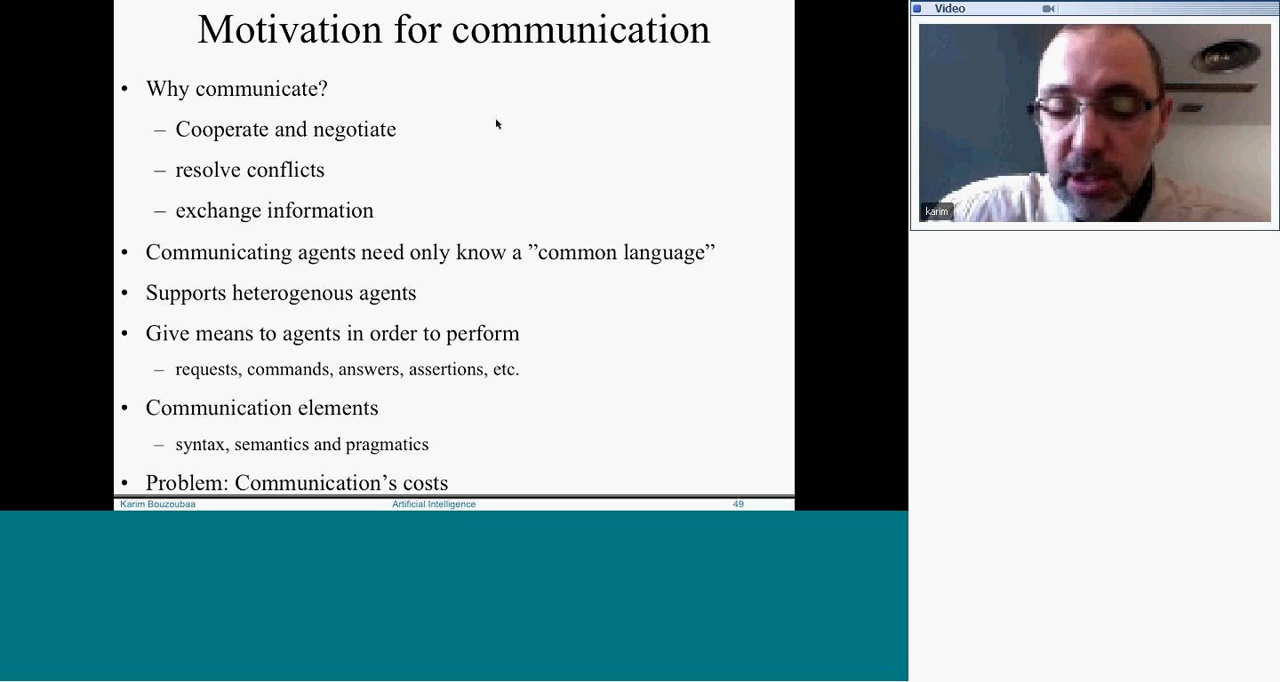 Motivation for communication
• Why communicate?
– Cooperate and negotiate
– resolve conflicts
– exchange information
• Communicating agents need only know a ”common language”
• Supports heterogenous agents
• Give means to agents in order to perform
– requests, commands, answers, assertions, etc.
• Communication elements
– syntax, semantics and pragmatics
• Problem: Communication’s costs
Karim Bouzoubaa Artificial Intelligence 49
Video
karim